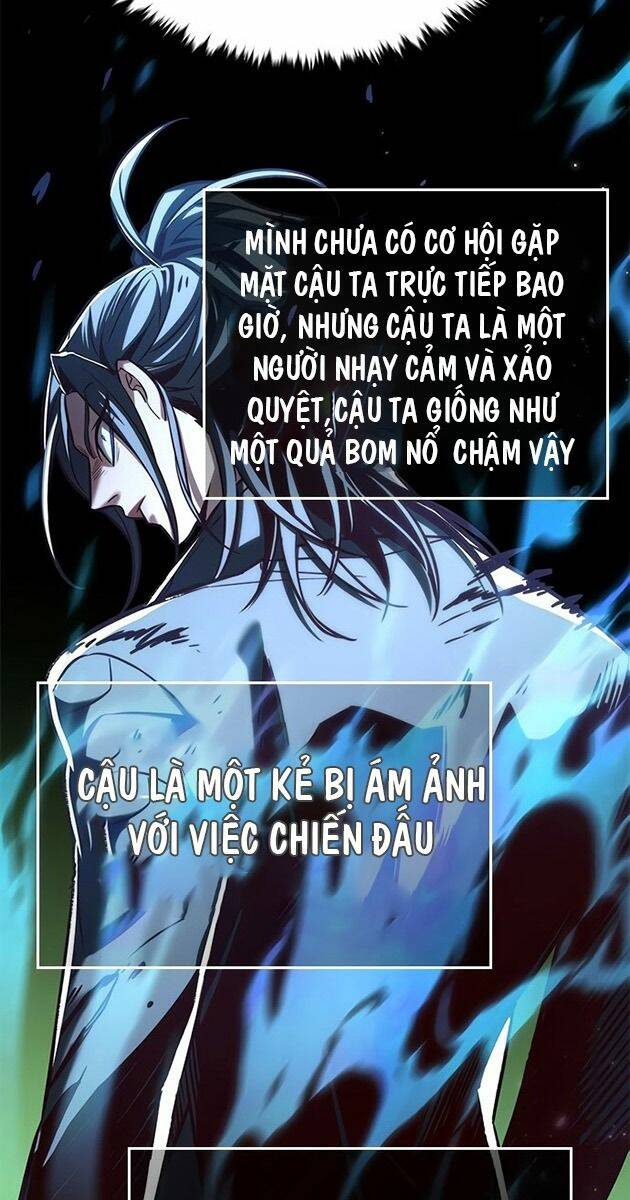 MÌNH CHƯA CÓ CƠ HỘI GẶP
MẶT CẬU TA TRỰC TIẾP BAO
GIỜ, NHƯNG CẬU TA LÀ MỘT
NGƯỜI NHẠY CẢM VÀ XẢO
QUYỆT,CẬU TA GIỐNG NHƯ
MỘT QUẢ BOM NỔ CHẬM VẬY
CẬU LÀ MỘT KẺ BỊ ÁM ẢNH
VỚI VIỆC CHIẾN ĐẤU